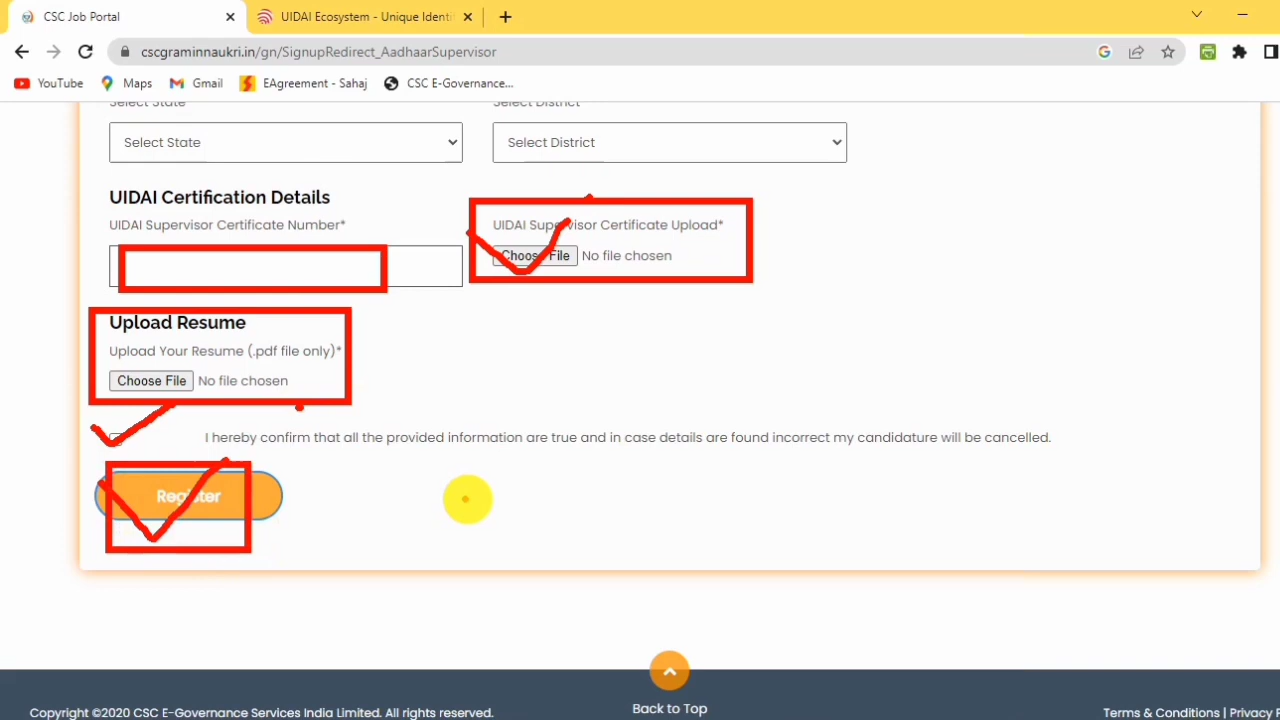 CSC Job Portal
UIDAI Ecosystem - Unique Identi
cscgraminnaukri.in/gn/SignupRedirect_AadhaarSupervisor
YouTube Maps Gmail EAgreement - Sahaj CSC E-Governance...
Select State Select District
Select State Select District
UIDAI Certification Details
UIDAI Supervisor Certificate Number* UIDAI Supervisor Certificate Upload*
Choose File No file chosen
Upload Resume
Upload Your Resume (.pdf file only)*
Choose File No file chosen
I hereby confirm that all the provided information are true and in case details are found incorrect my candidature will be cancelled.
Register
Back to Top
Copyright ©2020 CSC E-Governance Services India Limited. All rights reserved. Terms & Conditions | Privacy P